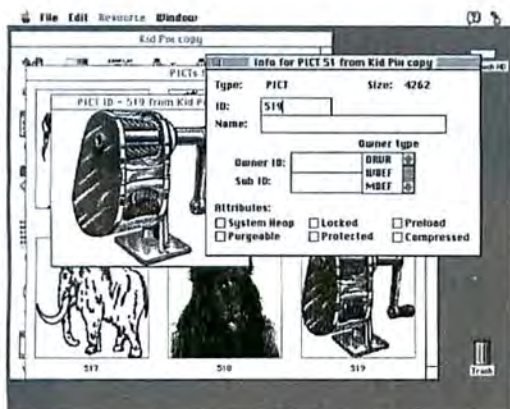 File Edit Resource Window
Kid Pix copy
PICTs
PICT ID - 519 from Kid Pi
Info for PICT 51 from Kid Pix copy
Type: PICT Size: 4262
ID: 519
Name:
Owner type
Owner ID: DRVR
WDEF
Sub ID: MDEF
Attributes:
System Heap Locked Preload
Purgeable Protected Compressed
517 518 519
Trash